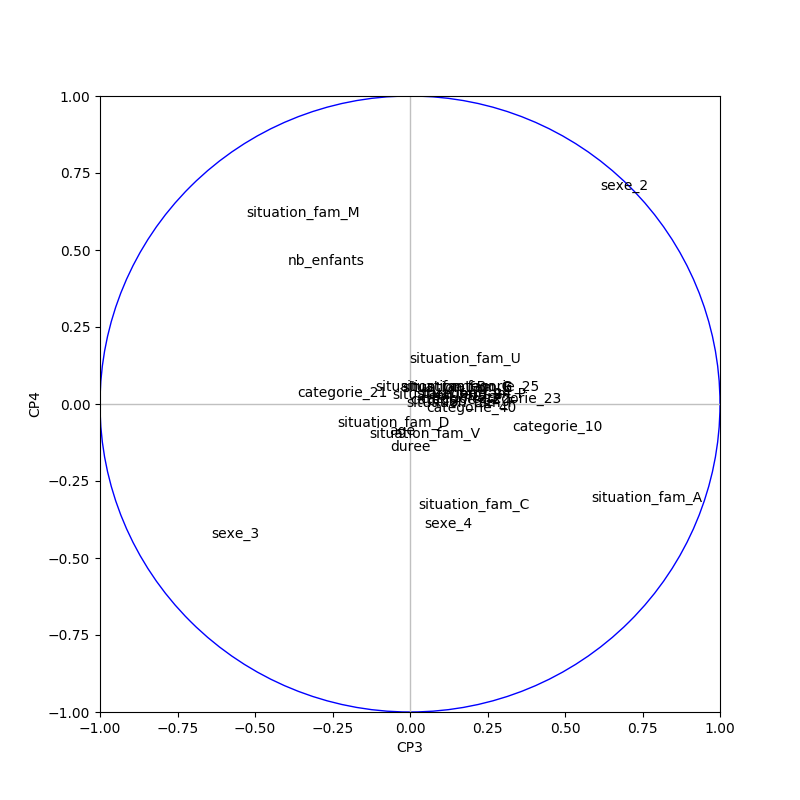 1.00
0.75
0.50
0.25
0.00
−0.25
−0.50
−0.75
−1.00
CP4
sexe_2
situation_fam_M
nb_enfants
situation_fam_U
categorie_21
categorie_40
situation_fam_D
age
situation_fam_V
duree
categorie_10
situation_fam_A
situation_fam_C
sexe_4
sexe_3
−1.00 −0.75 −0.50 −0.25 0.00 0.25 0.50 0.75 1.00
CP3